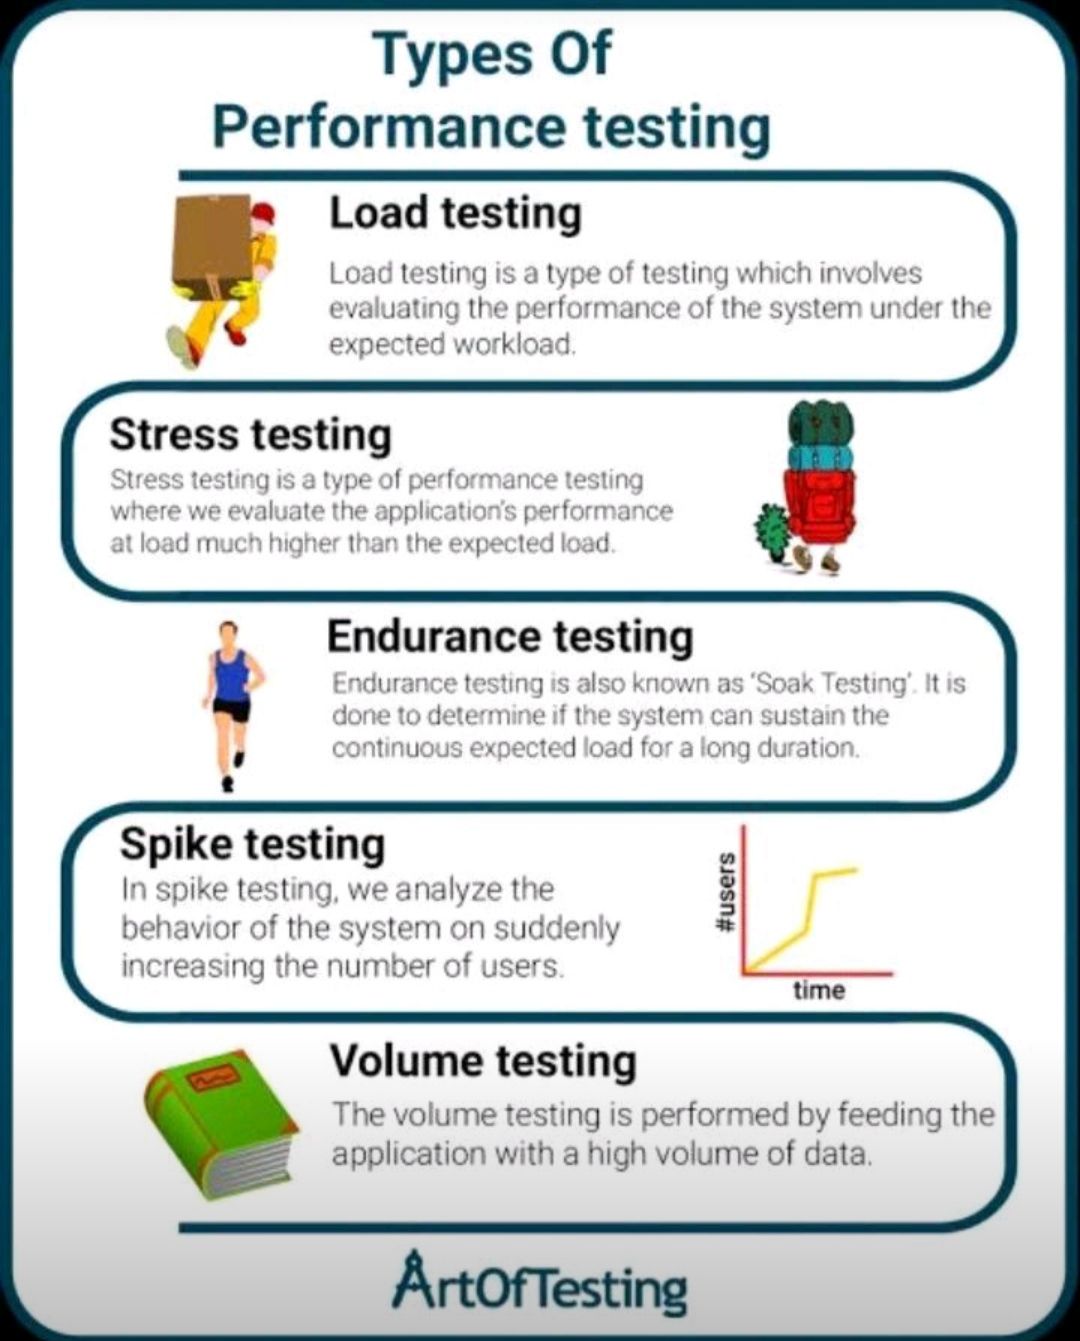 Types Of
Performance testing
Load testing
Load testing is a type of testing which involves
evaluating the performance of the system under the
expected workload.
Stress testing
Stress testing is a type of performance testing
where we evaluate the application's performance
at load much higher than the expected load.
Endurance testing
Endurance testing is also known as 'Soak Testing'. It is
done to determine if the system can sustain the
continuous expected load for a long duration.
Spike testing
In spike testing, we analyze the
behavior of the system on suddenly
increasing the number of users.
#users
time
Volume testing
The volume testing is performed by feeding the
application with a high volume of data.
ArtOfTesting